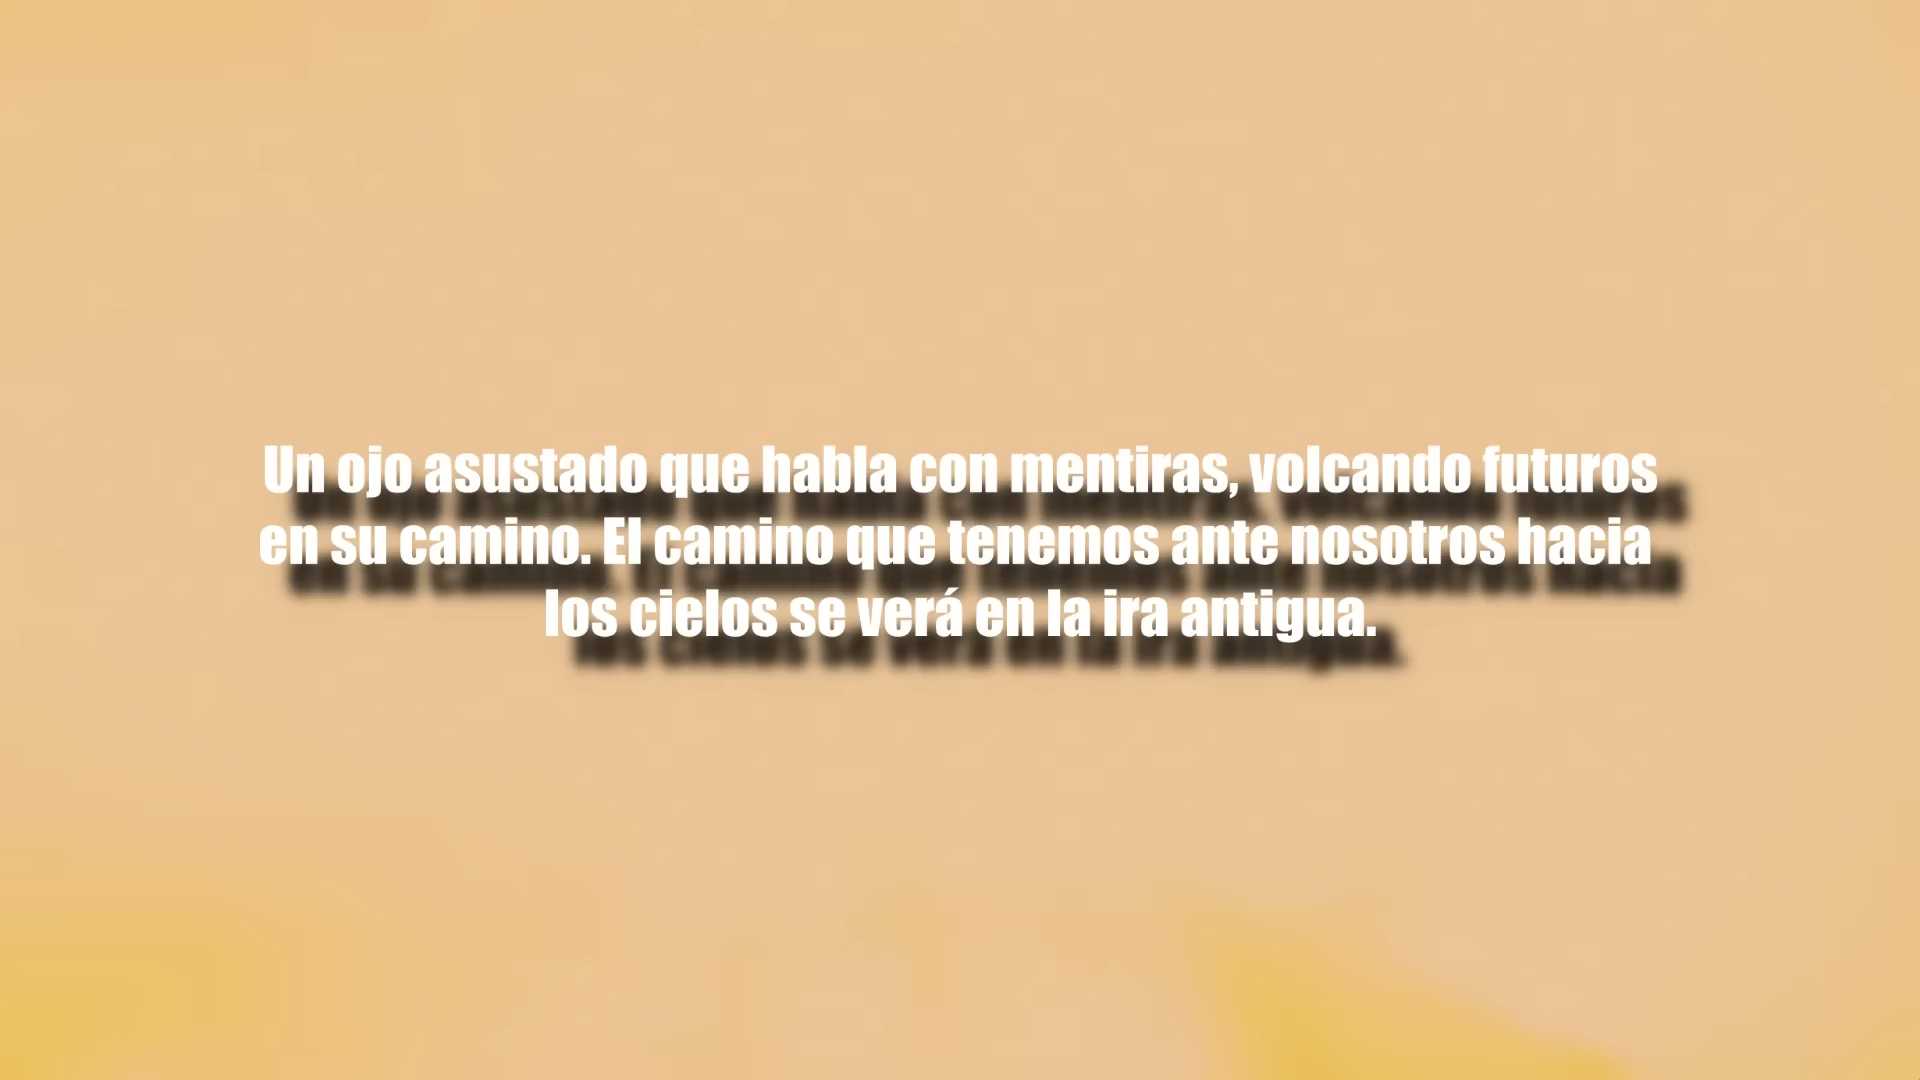 Un ojo asustado que habla con mentiras, volcando futuros
en su camino. El camino que tenemos ante nosotros hacia
los cielos se verá en la ira antigua.